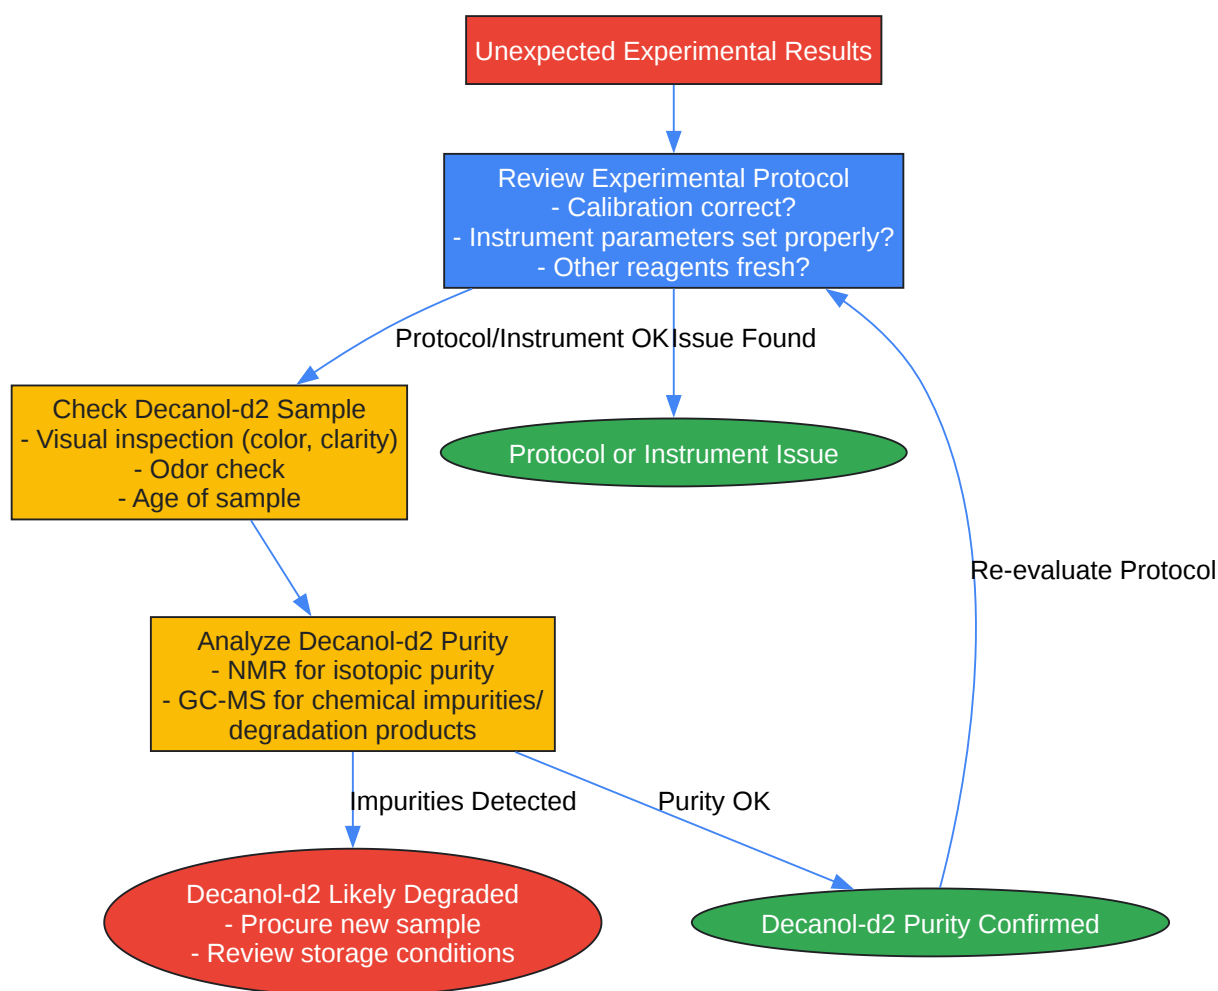 Unexpected Experimental Results
Review Experimental Protocol
- Calibration correct?
- Instrument parameters set properly?
- Other reagents fresh?
Protocol/Instrument OK
Issue Found
Check Decanol-d2 Sample
- Visual inspection (color, clarity)
- Odor check
- Age of sample
Protocol or Instrument Issue
Re-evaluate Protocol
Analyze Decanol-d2 Purity
- NMR for isotopic purity
- GC-MS for chemical impurities/
degradation products
Impurities Detected
Purity OK
Decanol-d2 Likely Degraded
- Procure new sample
- Review storage conditions
Decanol-d2 Purity Confirmed